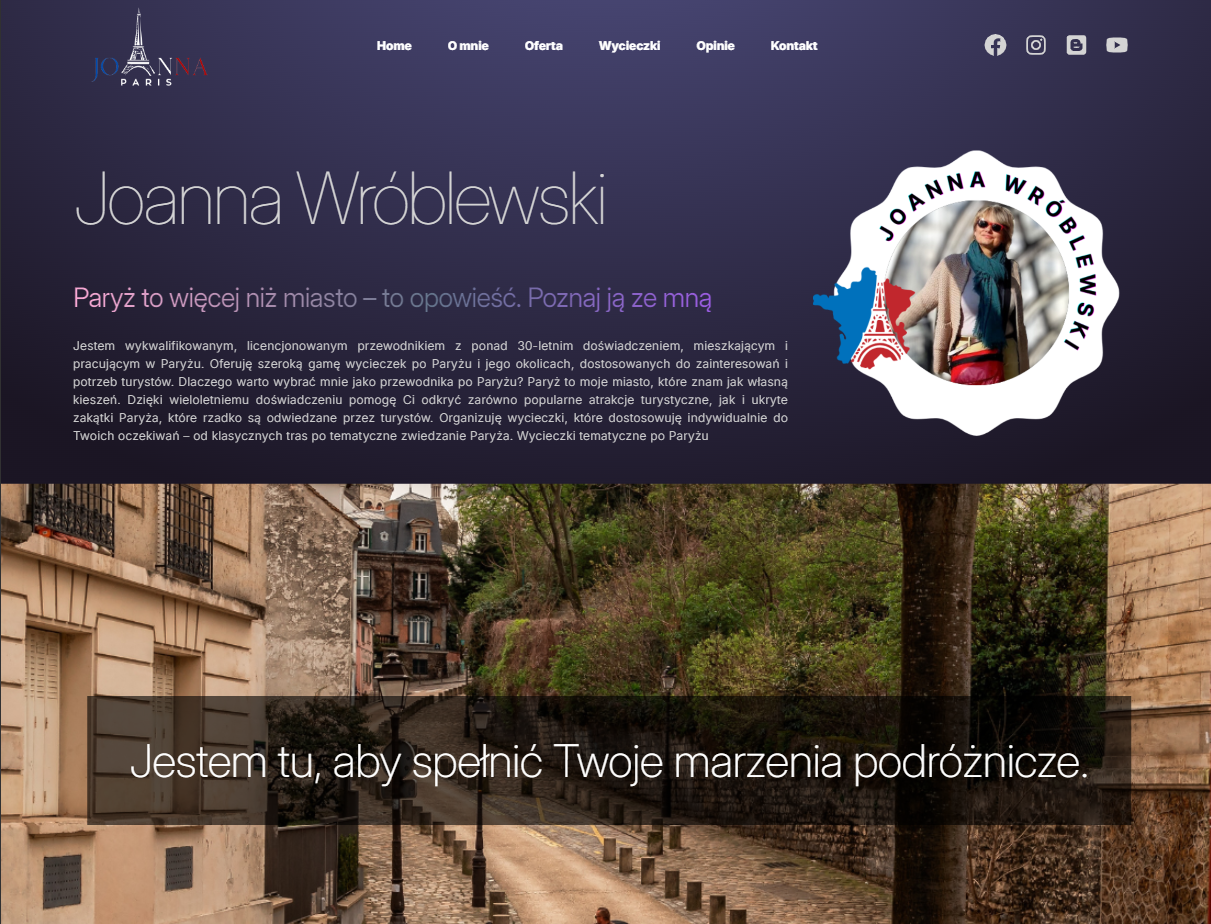 JOANNA
PARIS
Home
O mnie
Oferta
Wycieczki
Opinie
Kontakt
Joanna Wróblewski
JOANNA WRÓBLEWSKI
Paryż to więcej niż miasto – to opowieść. Poznaj ją ze mną
Jestem wykwalifikowanym, licencjonowanym przewodnikiem z ponad 30-letnim doświadczeniem, mieszkającym i
pracującym w Paryżu. Oferuję szeroką gamę wycieczek po Paryżu i jego okolicach, dostosowanych do zainteresowań i
potrzeb turystów. Dlaczego warto wybrać mnie jako przewodnika po Paryżu? Paryż to moje miasto, które znam jak własną
kieszeń. Dzięki wieloletniemu doświadczeniu pomogę Ci odkryć zarówno popularne atrakcje turystyczne, jak i ukryte
zakątki Paryża, które rzadko są odwiedzane przez turystów. Organizuję wycieczki, które dostosowuję indywidualnie do
Twoich oczekiwań – od klasycznych tras po tematyczne zwiedzanie Paryża. Wycieczki tematyczne po Paryżu
Jestem tu, aby spełnić Twoje marzenia podróżnicze.